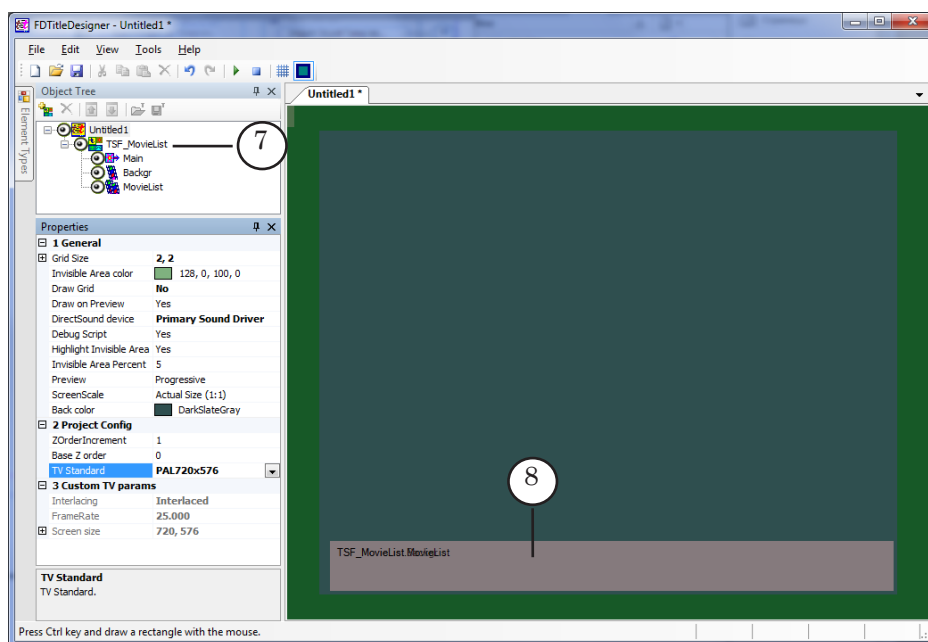 FDTitleDesigner - Untitled1 *
File Edit View Tools Help
Object Tree
Untitled1 *
Element Types
Untitled1
TSF_MovieList
7
Main
Backgr
MovieList
Properties
1 General
Grid Size 2, 2
Invisible Area color 128, 0, 100, 0
Draw Grid No
Draw on Preview Yes
DirectSound device Primary Sound Driver
Debug Script Yes
Highlight Invisible Area Yes
Invisible Area Percent 5
Preview Progressive
ScreenScale Actual Size (1:1)
Back color DarkSlateGray
2 Project Config
ZOrderIncrement 1
Base Z order 0
TV Standard PAL720x576
3 Custom TV params
Interlacing Interlaced
FrameRate 25.000
Screen size 720, 576
8
TSF_MovieList.MovieList
TV Standard
TV Standard.
Press Ctrl key and draw a rectangle with the mouse.